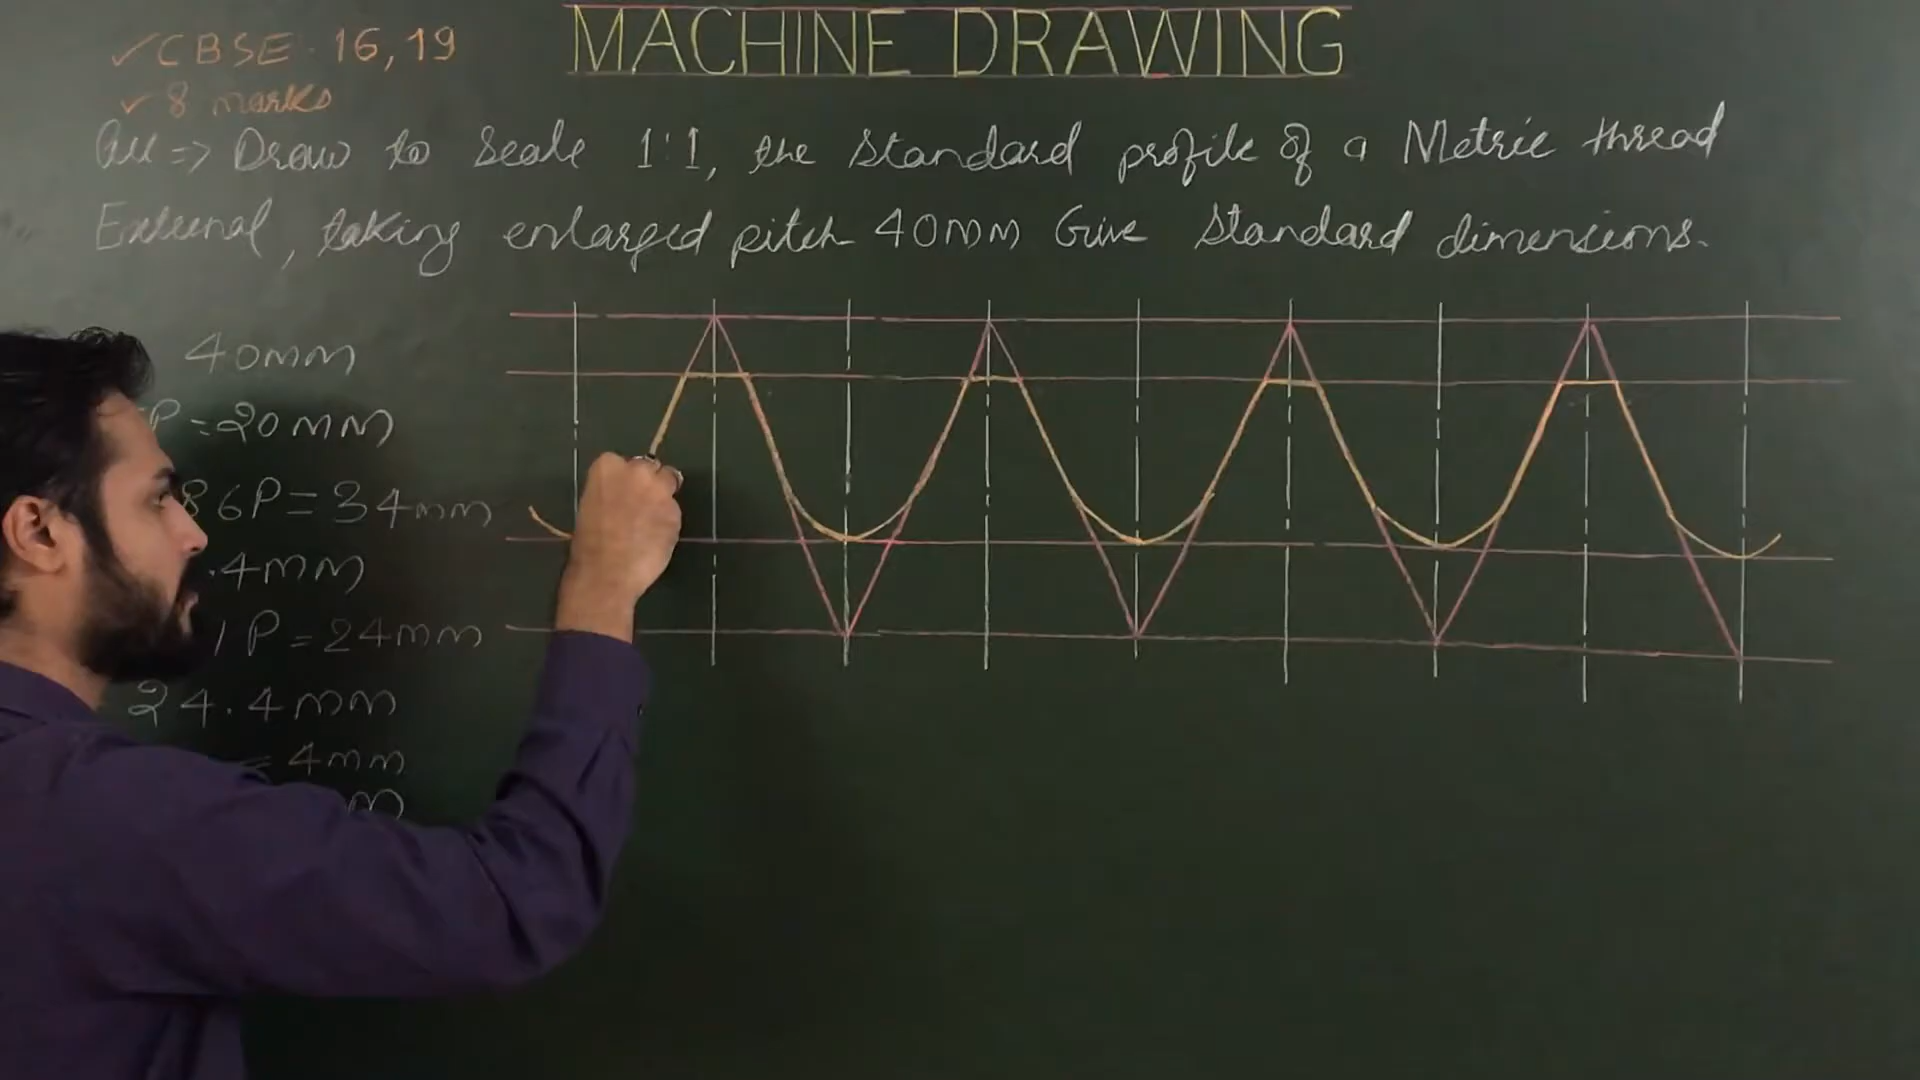 ✓CBSE-16,19
MACHINE DRAWING
✓8 marks
Qu => Draw to Scale 1:1, the standard profile of a Metric thread
External, taking enlarged pitch 40mm Give standard dimensions.
40mm
P=20mm
86P=34mm
.4mm
1P=24mm
24.4mm
=4mm
m